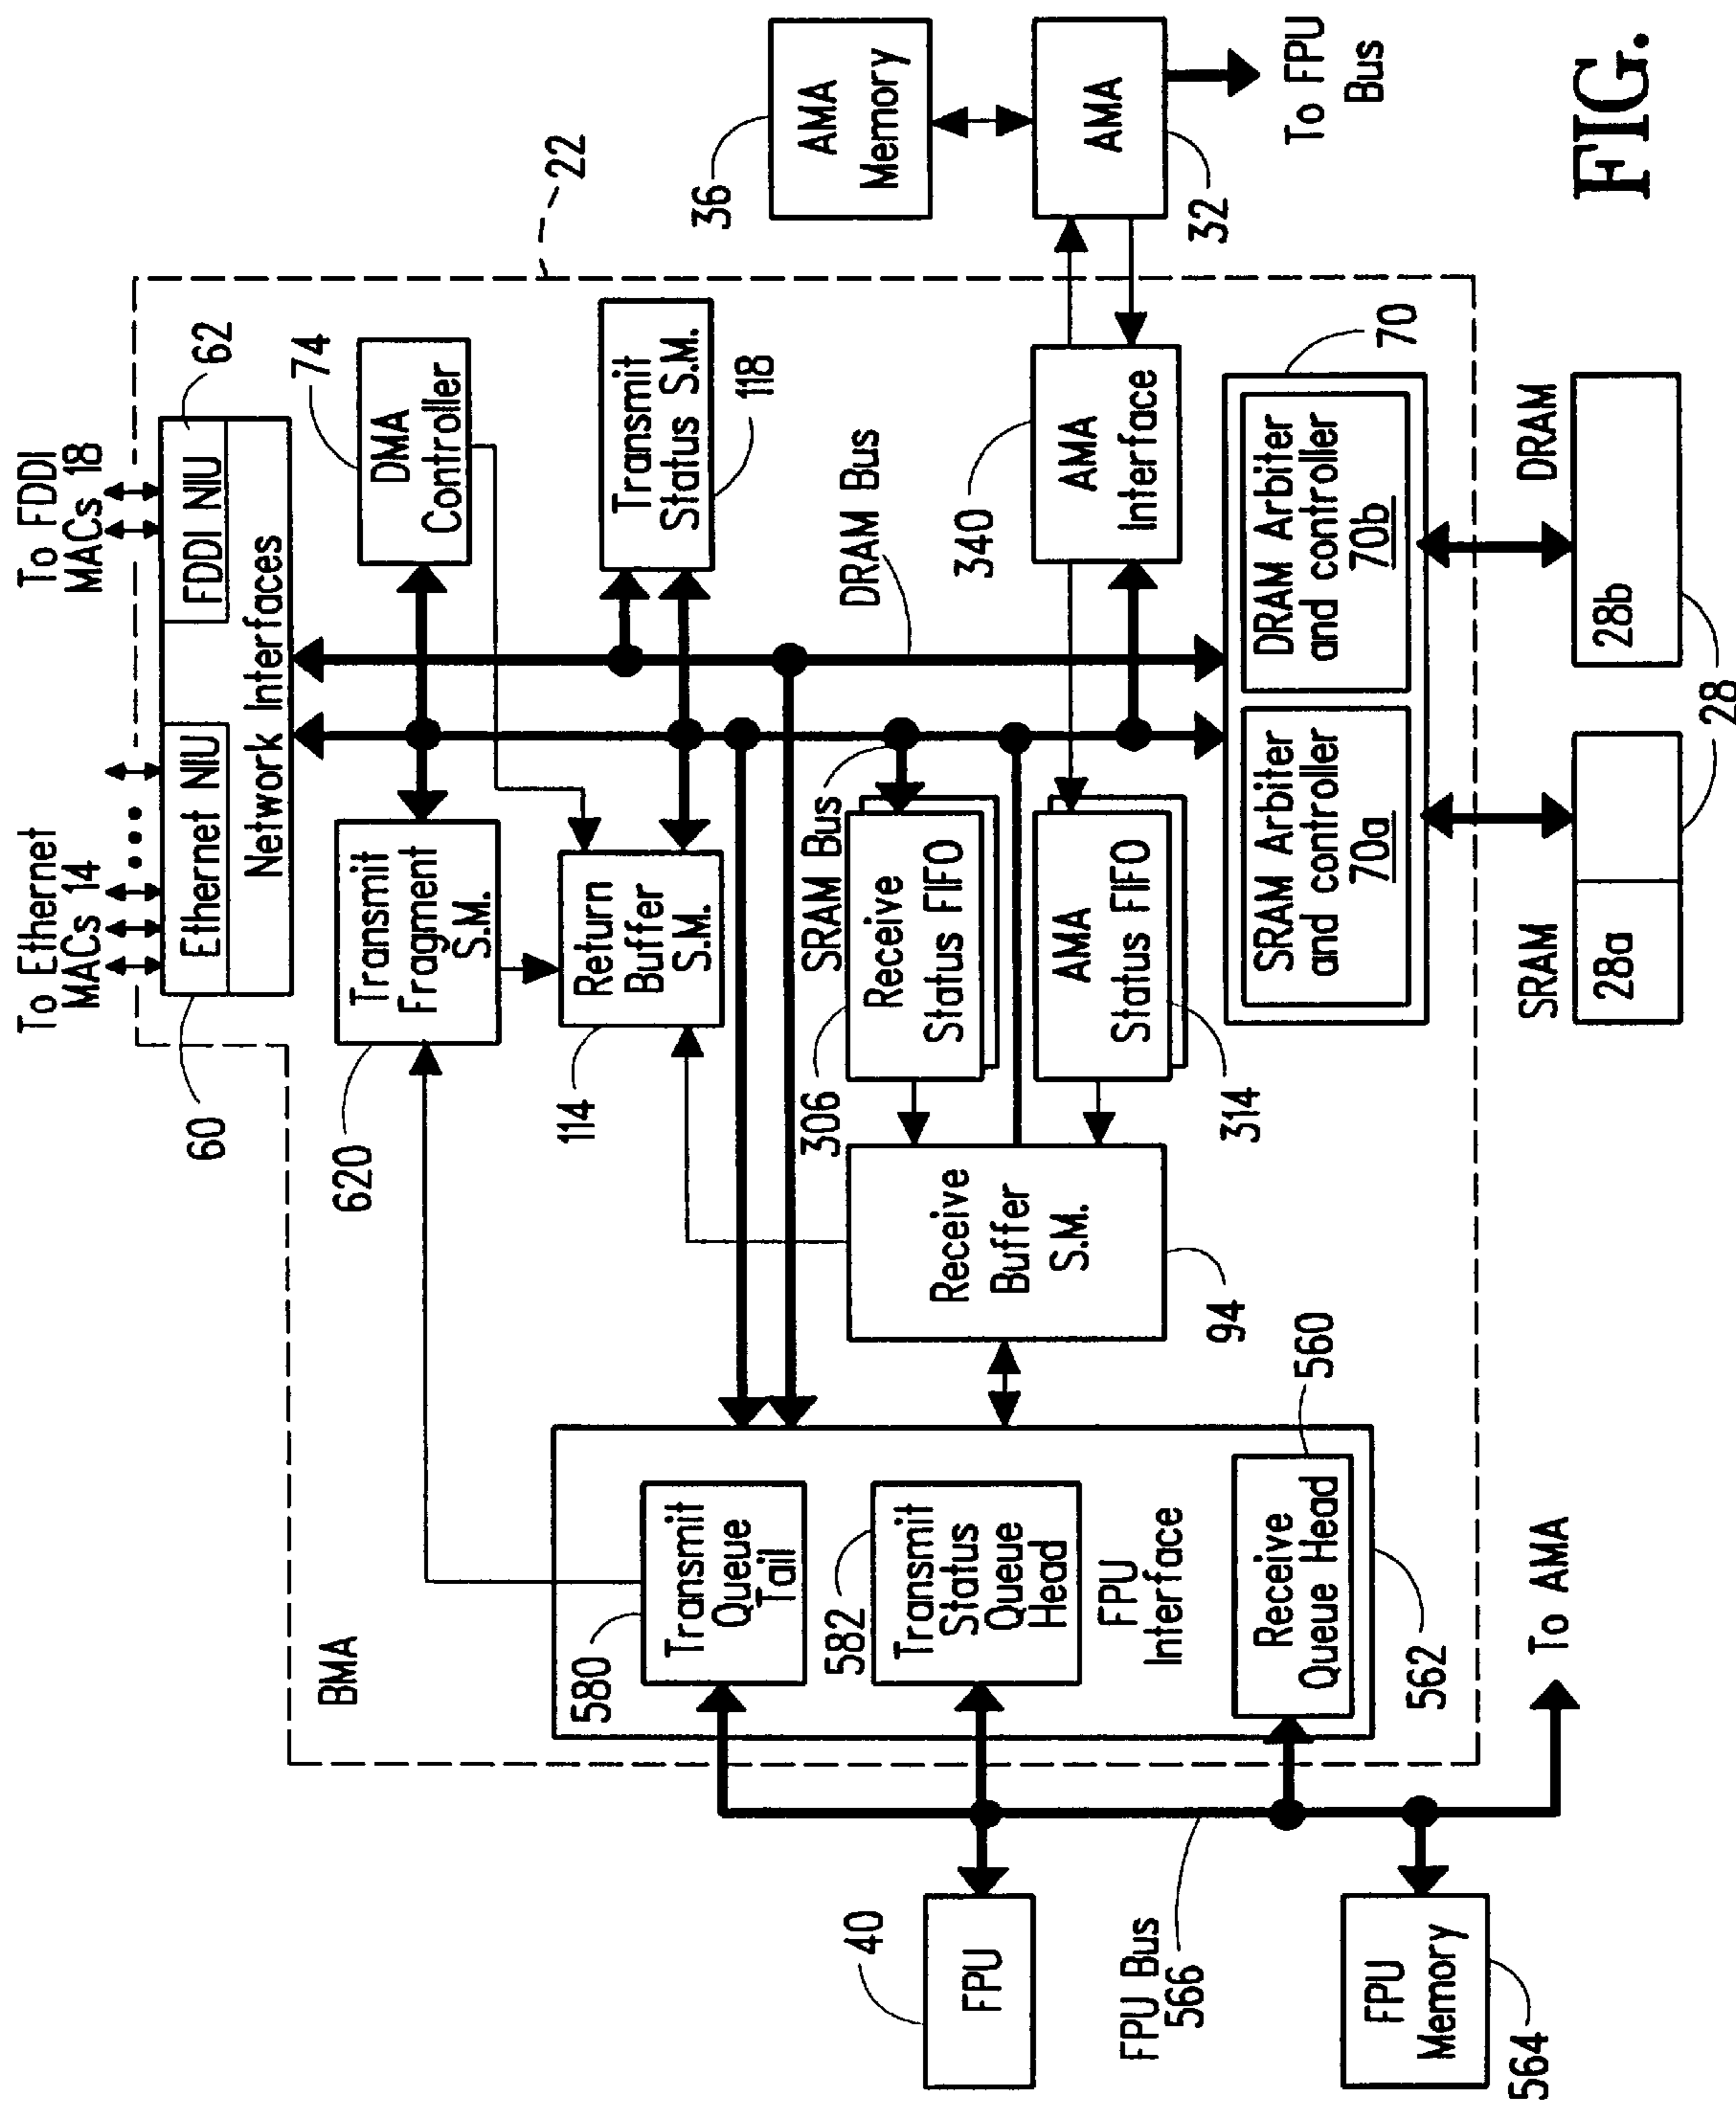 To Ethernet
MACs 14
To FDDI
MACs 18
60
Ethernet NIU
FDDI NIU
62
Network Interfaces
22
620
Transmit
Fragment
S.M.
74
DMA
Controller
114
Return
Buffer
S.M.
Transmit
Status S.M.
118
36
AMA
Memory
DRAM Bus
SRAM Bus
306
Receive
Status FIFO
AMA
Status FIFO
314
340
AMA
Interface
AMA
32
To FPU
Bus
Receive
Buffer
S.M.
94
BMA
580
Transmit
Queue
Tail
582
Transmit
Status
Queue
Head
FPU
Interface
560
Receive
Queue Head
562
SRAM Arbiter
and controller
70a
DRAM Arbiter
and controller
70b
70
SRAM
28a
DRAM
28b
28
40
FPU
FPU Bus
566
FPU
Memory
564
To AMA
FIG.